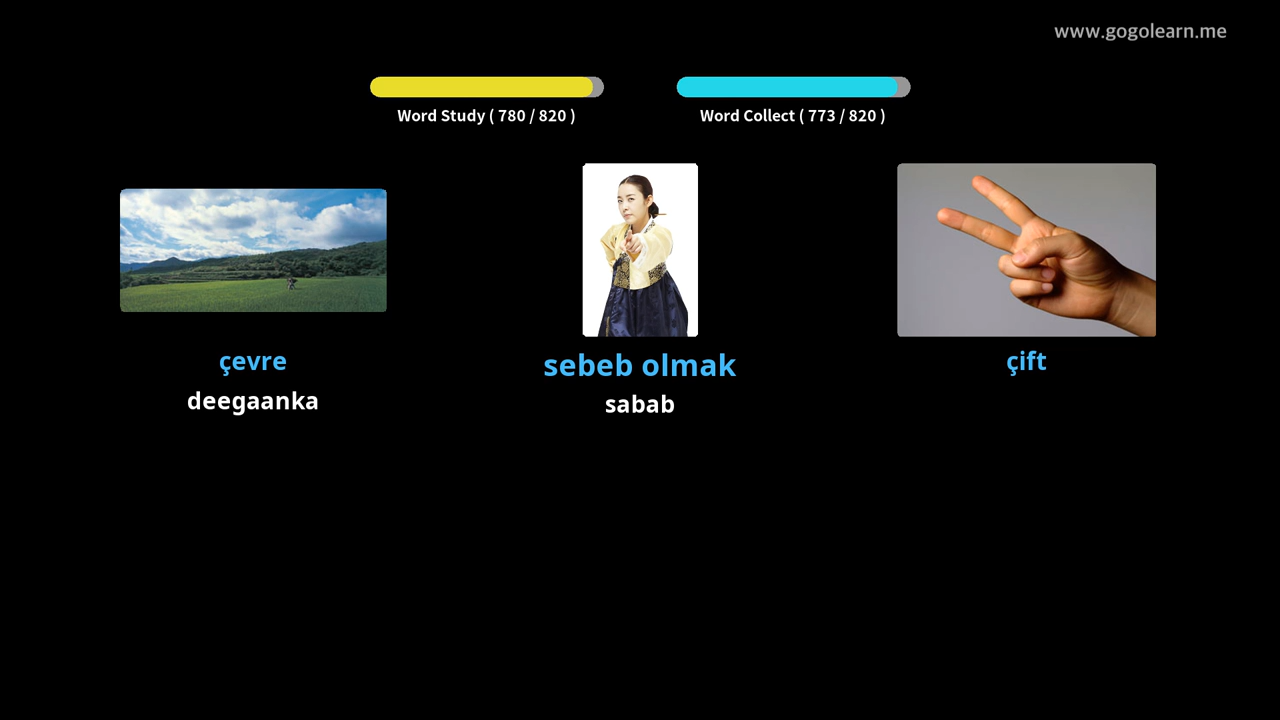 www.gogolearn.me
Word Study ( 780 / 820 )
Word Collect ( 773 / 820 )
çevre
deegaanka
sebeb olmak
sabab
çift